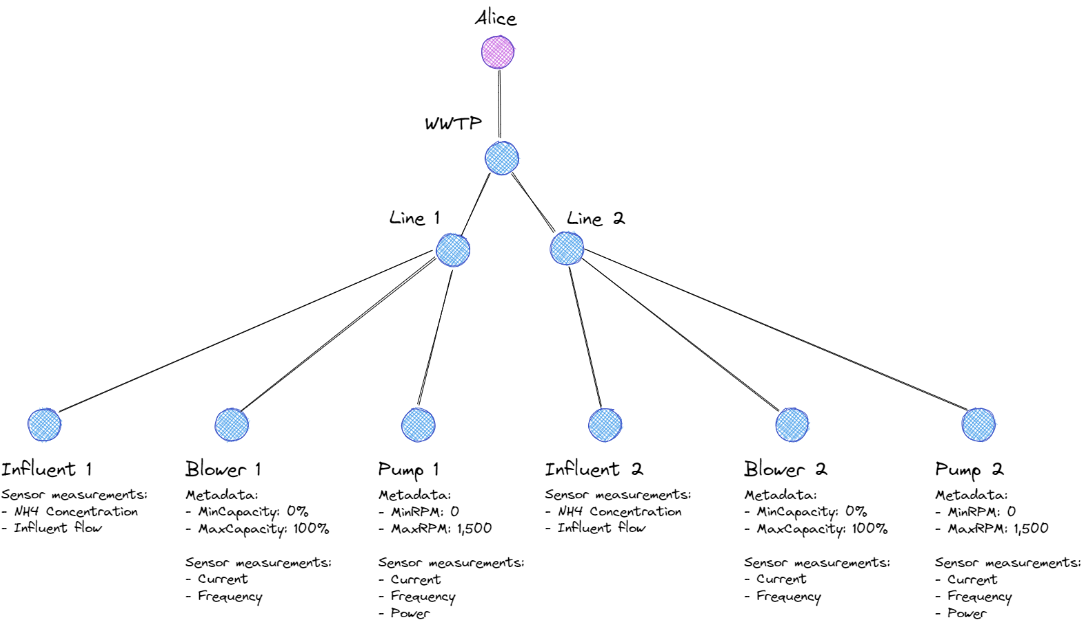 Alice
WWTP
Line 1
Line 2
Influent 1
Sensor measurements:
- NH4 Concentration
- Influent flow
Blower 1
Metadata:
- MinCapacity: 0%
- MaxCapacity: 100%
Sensor measurements:
- Current
- Frequency
Pump 1
Metadata:
- MinRPM: 0
- MaxRPM: 1,500
Sensor measurements:
- Current
- Frequency
- Power
Influent 2
Sensor measurements:
- NH4 Concentration
- Influent flow
Blower 2
Metadata:
- MinCapacity: 0%
- MaxCapacity: 100%
Sensor measurements:
- Current
- Frequency
Pump 2
Metadata:
- MinRPM: 0
- MaxRPM: 1,500
Sensor measurements:
- Current
- Frequency
- Power